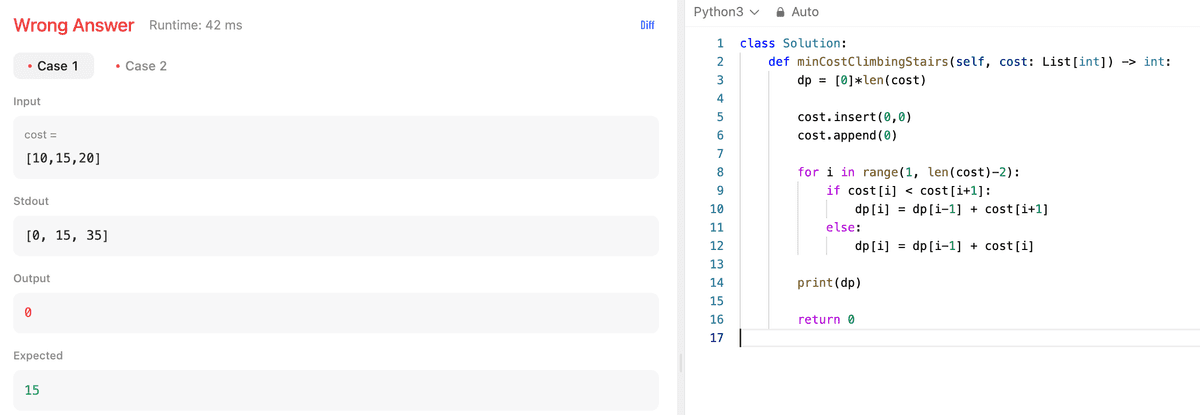 Wrong Answer Runtime: 42 ms Diff
• Case 1 • Case 2
Input
cost =
[10,15,20]
Stdout
[0, 15, 35]
Output
0
Expected
15
Python3 Auto
1 class Solution:
2     def minCostClimbingStairs(self, cost: List[int]) -> int:
3         dp = [0]*len(cost)
4
5         cost.insert(0,0)
6         cost.append(0)
7
8         for i in range(1, len(cost)-2):
9             if cost[i] < cost[i+1]:
10                 dp[i] = dp[i-1] + cost[i+1]
11             else:
12                 dp[i] = dp[i-1] + cost[i]
13
14         print(dp)
15
16         return 0
17